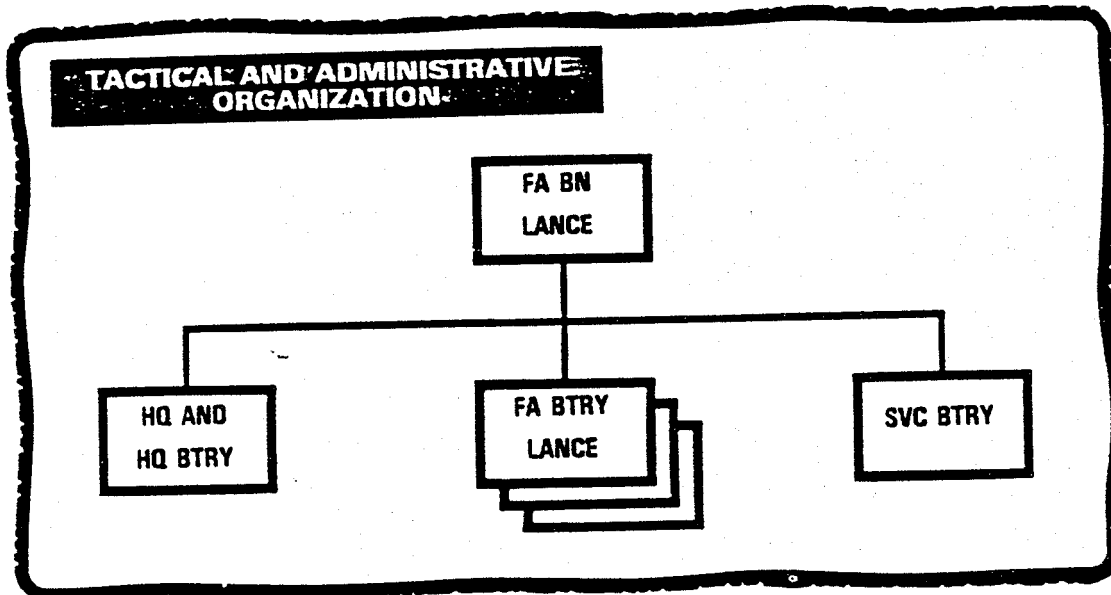 TACTICAL AND ADMINISTRATIVE
ORGANIZATION
FA BN
LANCE
HQ AND
HQ BTRY
FA BTRY
LANCE
SVC BTRY